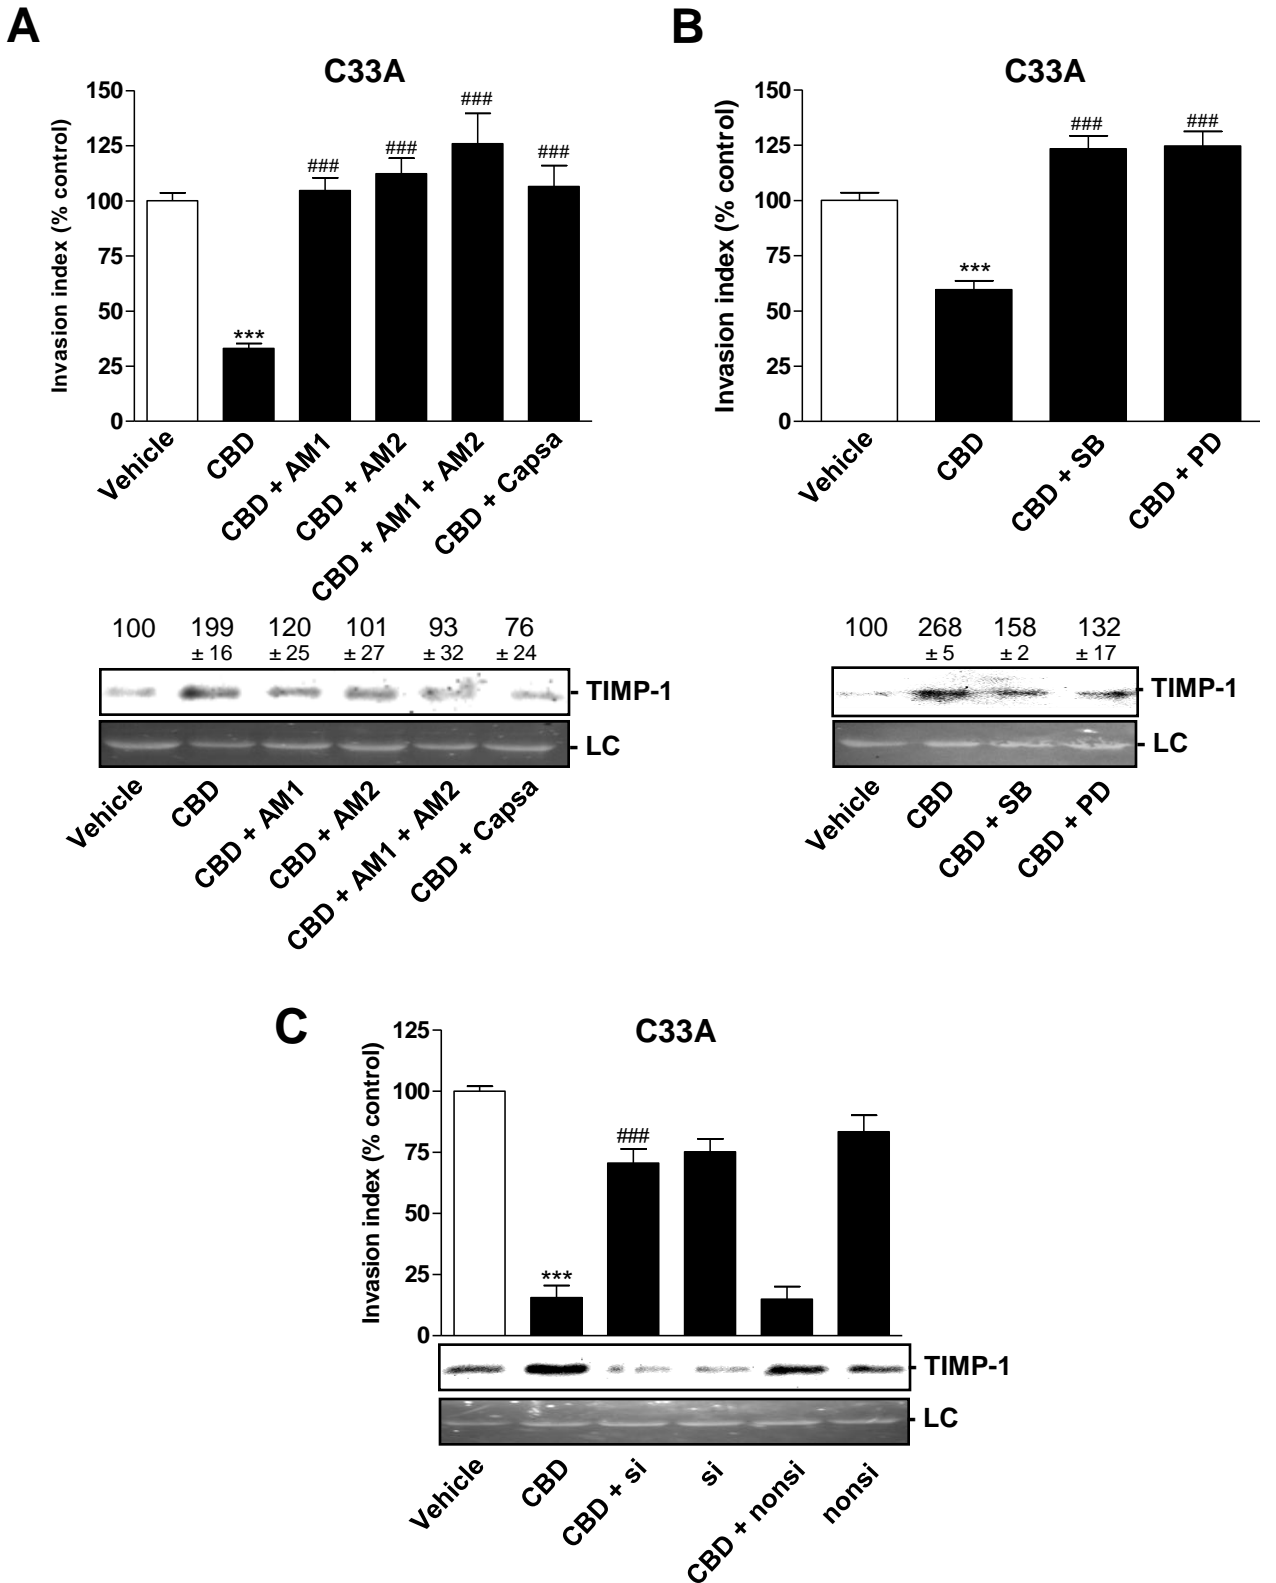 A
C33A
Invasion index (% control)
150
125
100
75
50
25
0
***
###
###
###
###
Vehicle
CBD
CBD + AM1
CBD + AM2
CBD + AM1 + AM2
CBD + Capsa
100 199 120 101 93 76
± 16 ± 25 ± 27 ± 32 ± 24
TIMP-1
LC
Vehicle
CBD
CBD + AM1
CBD + AM2
CBD + AM1 + AM2
CBD + Capsa
B
C33A
Invasion index (% control)
150
125
100
75
50
25
0
***
###
###
Vehicle
CBD
CBD + SB
CBD + PD
100 268 158 132
± 5 ± 2 ± 17
TIMP-1
LC
Vehicle
CBD
CBD + SB
CBD + PD
C
C33A
Invasion index (% control)
125
100
75
50
25
0
***
###
TIMP-1
LC
Vehicle
CBD
CBD + si
si
CBD + nonsi
nonsi